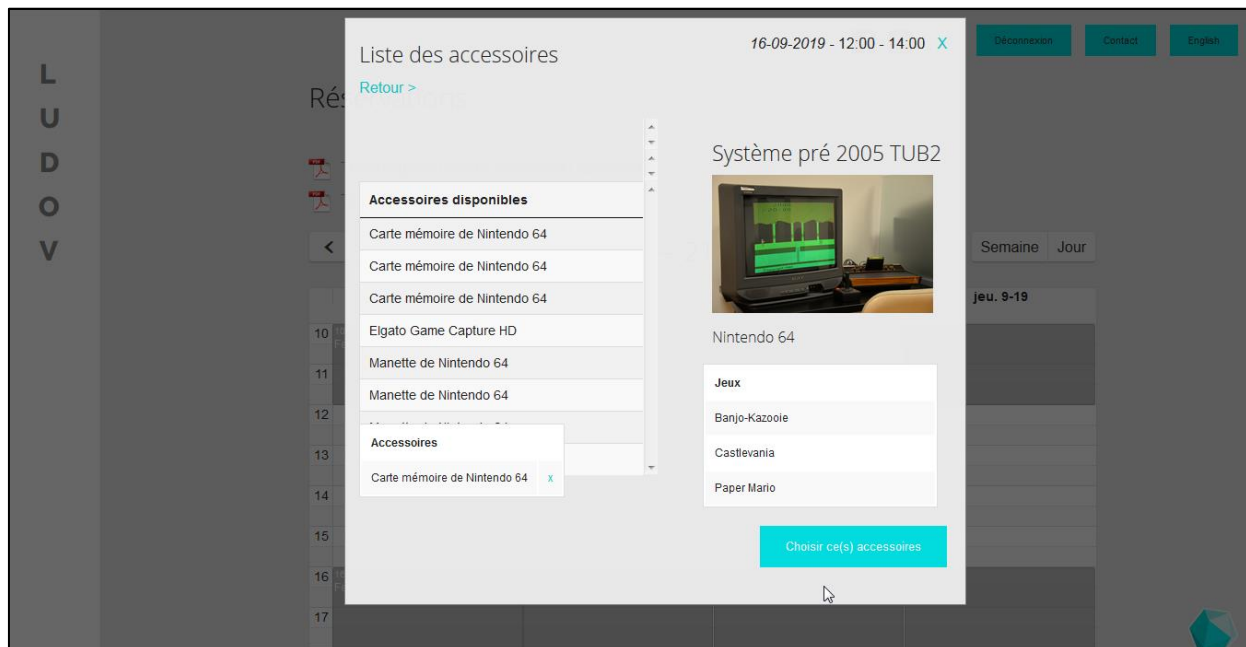 L
U
D
O
V
Déconnexion
Contact
English
Rés
Liste des accessoires
16-09-2019 - 12:00 - 14:00 X
Retour >
Accessoires disponibles
Carte mémoire de Nintendo 64
Carte mémoire de Nintendo 64
Carte mémoire de Nintendo 64
Elgato Game Capture HD
Manette de Nintendo 64
Manette de Nintendo 64
Accessoires
Carte mémoire de Nintendo 64 x
Système pré 2005 TUB2
Nintendo 64
Jeux
Banjo-Kazooie
Castlevania
Paper Mario
Choisir ce(s) accessoires
Semaine Jour
jeu. 9-19
10
11
12
13
14
15
16
17